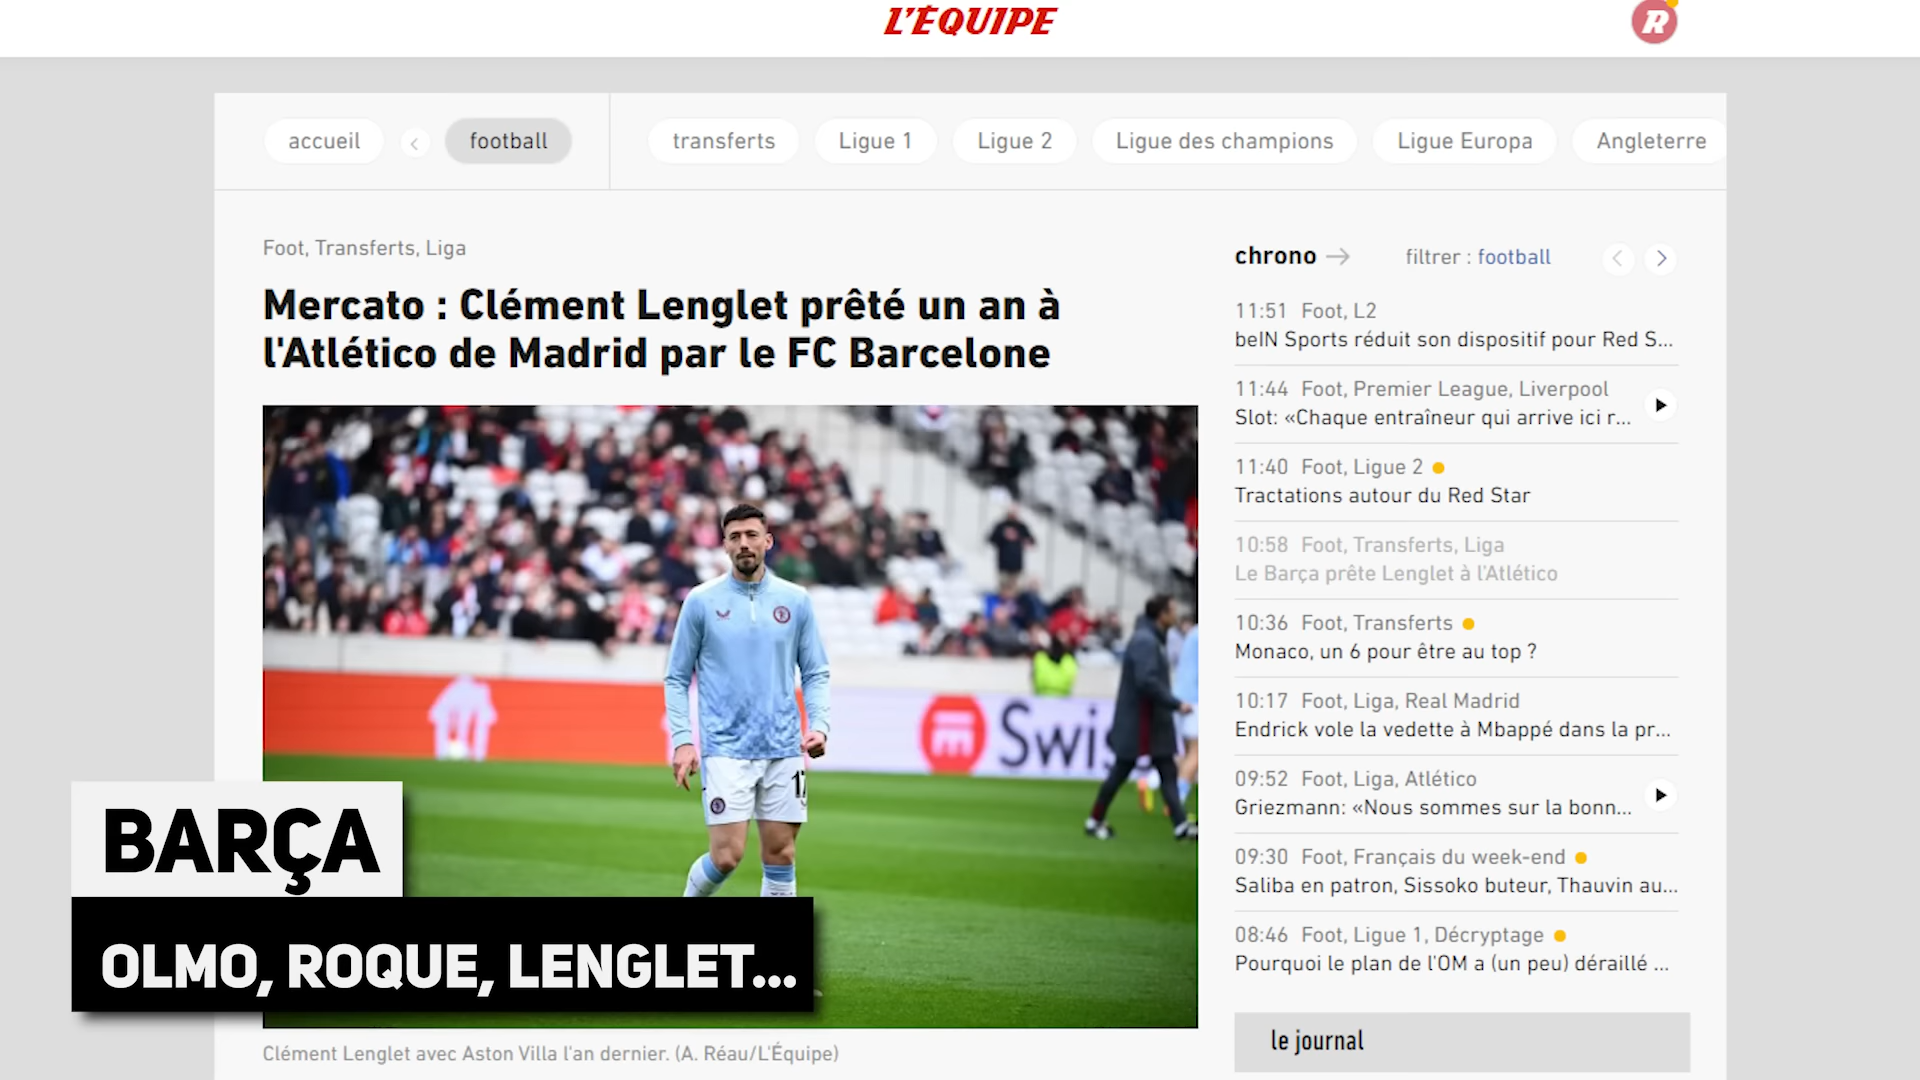 L'ÉQUIPE
R
accueil
football
transferts
Ligue 1
Ligue 2
Ligue des champions
Ligue Europa
Angleterre
Foot, Transferts, Liga
Mercato : Clément Lenglet prêté un an à
l'Atlético de Madrid par le FC Barcelone
Swis
17
BARÇA
OLMO, ROQUE, LENGLET...
Clément Lenglet avec Aston Villa l'an dernier. (A. Réau/L'Équipe)
chrono
filtrer : football
11:51 Foot, L2
beIN Sports réduit son dispositif pour Red S...
11:44 Foot, Premier League, Liverpool
Slot: «Chaque entraîneur qui arrive ici r...
11:40 Foot, Ligue 2
Tractations autour du Red Star
10:58 Foot, Transferts, Liga
Le Barça prête Lenglet à l'Atlético
10:36 Foot, Transferts
Monaco, un 6 pour être au top ?
10:17 Foot, Liga, Real Madrid
Endrick vole la vedette à Mbappé dans la pr...
09:52 Foot, Liga, Atlético
Griezmann: «Nous sommes sur la bonn...
09:30 Foot, Français du week-end
Saliba en patron, Sissoko buteur, Thauvin au...
08:46 Foot, Ligue 1, Décryptage
Pourquoi le plan de l'OM a (un peu) déraillé ...
le journal